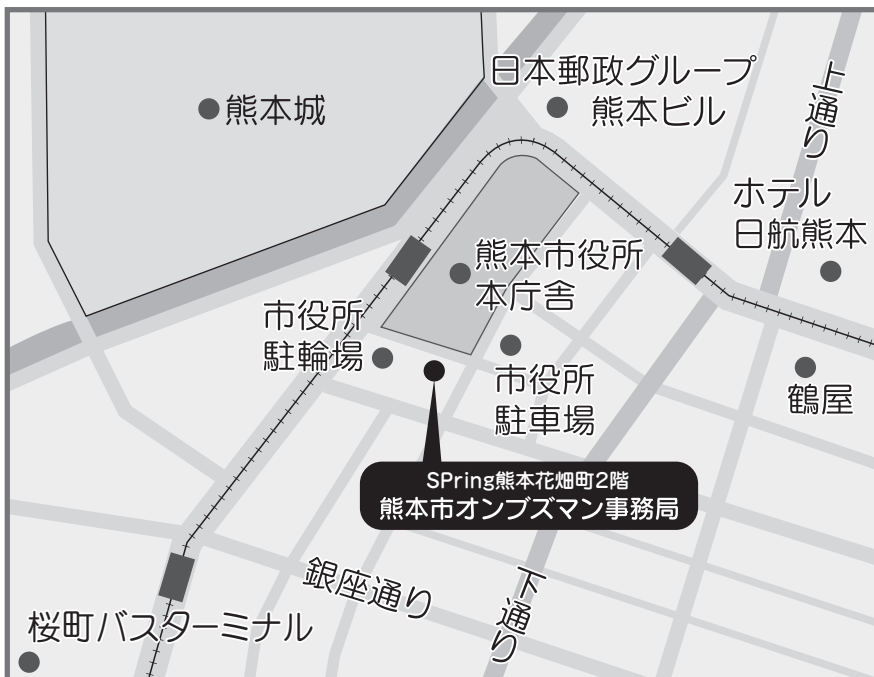 日本郵政グループ
熊本ビル
熊本城
上通り
ホテル
日航熊本
熊本市役所
本庁舎
市役所
駐輪場
市役所
駐車場
鶴屋
SPring熊本花畑町2階
熊本市オンブズマン事務局
銀座通り
下通り
桜町バスターミナル